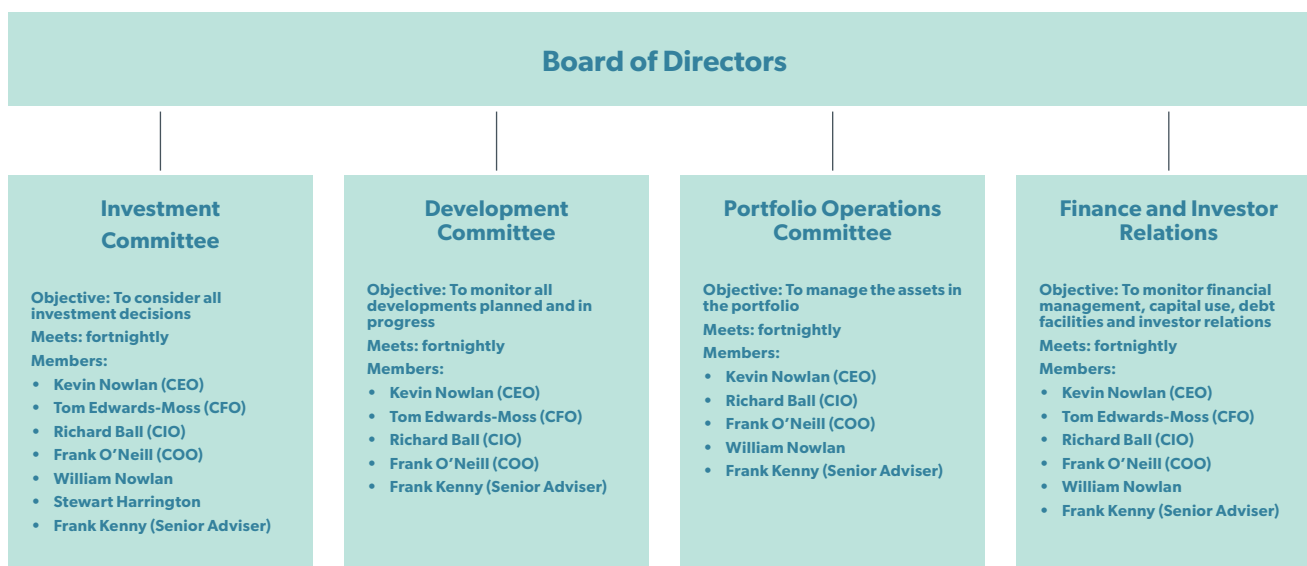 Board of Directors
Investment
Committee
Objective: To consider all
investment decisions
Meets: fortnightly
Members:
• Kevin Nowlan (CEO)
• Tom Edwards-Moss (CFO)
• Richard Ball (CIO)
• Frank O’Neill (COO)
• William Nowlan
• Stewart Harrington
• Frank Kenny (Senior Adviser)
Development
Committee
Objective: To monitor all
developments planned and in
progress
Meets: fortnightly
Members:
• Kevin Nowlan (CEO)
• Tom Edwards-Moss (CFO)
• Richard Ball (CIO)
• Frank O’Neill (COO)
• Frank Kenny (Senior Adviser)
Portfolio Operations
Committee
Objective: To manage the assets in
the portfolio
Meets: fortnightly
Members:
• Kevin Nowlan (CEO)
• Richard Ball (CIO)
• Frank O’Neill (COO)
• William Nowlan
• Frank Kenny (Senior Adviser)
Finance and Investor
Relations
Objective: To monitor financial
management, capital use, debt
facilities and investor relations
Meets: fortnightly
Members:
• Kevin Nowlan (CEO)
• Tom Edwards-Moss (CFO)
• Richard Ball (CIO)
• Frank O’Neill (COO)
• William Nowlan
• Frank Kenny (Senior Adviser)